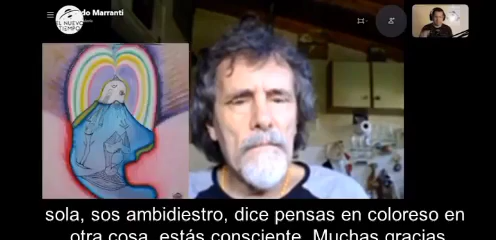 do Marranti
EL NUEVO
TIEMPO
sola, sos ambidiestro, dice pensas en coloreso en
otra cosa, estás consciente. Muchas gracias